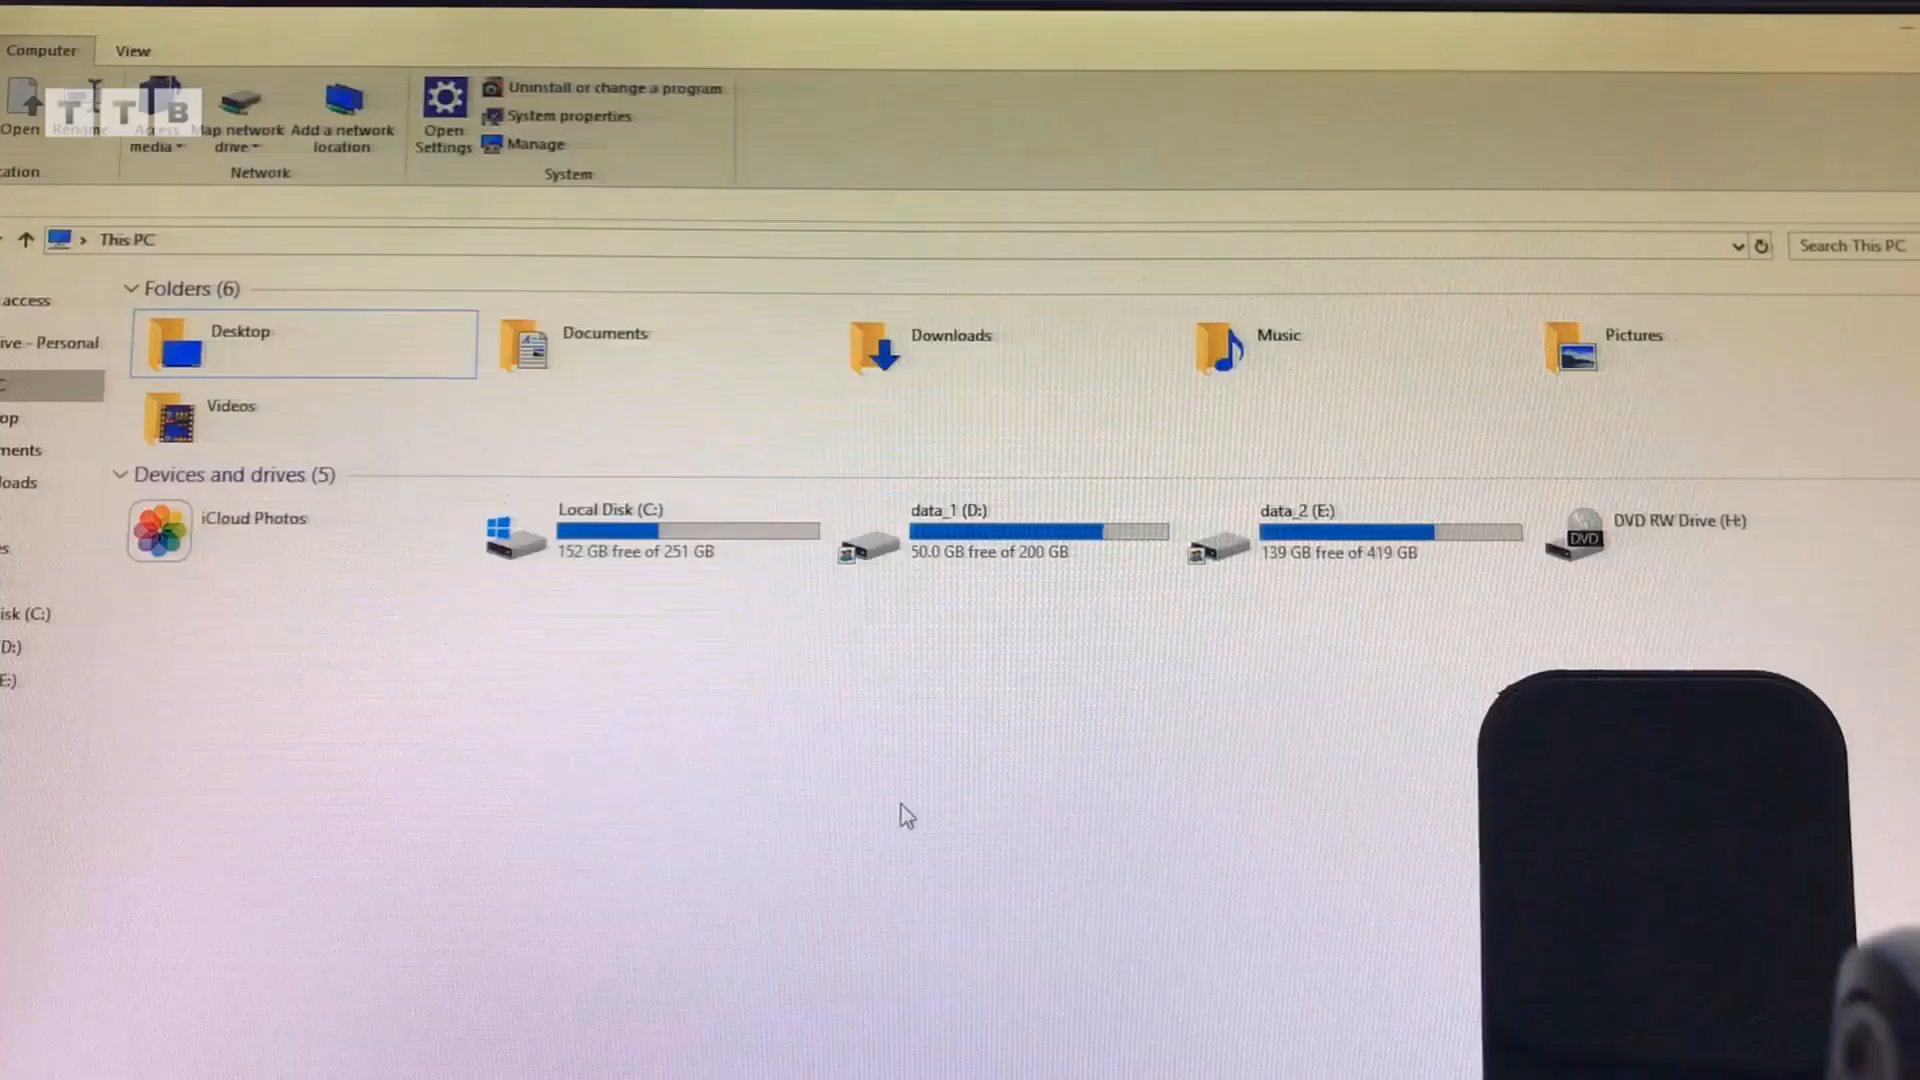 Computer View
Uninstall or change a program
System properties
Manage
Open Rename Access Map network Add a network Open
media drive location Settings
Network System
T T B
This PC
Search This PC
Folders (6)
access
Desktop Documents Downloads Music Pictures
- Personal
Videos
Devices and drives (5)
iCloud Photos
Local Disk (C:)
152 GB free of 251 GB
data_1 (D:)
50.0 GB free of 200 GB
data_2 (E:)
139 GB free of 419 GB
DVD RW Drive (H:)
DVD
(C:)
D:)
E:)